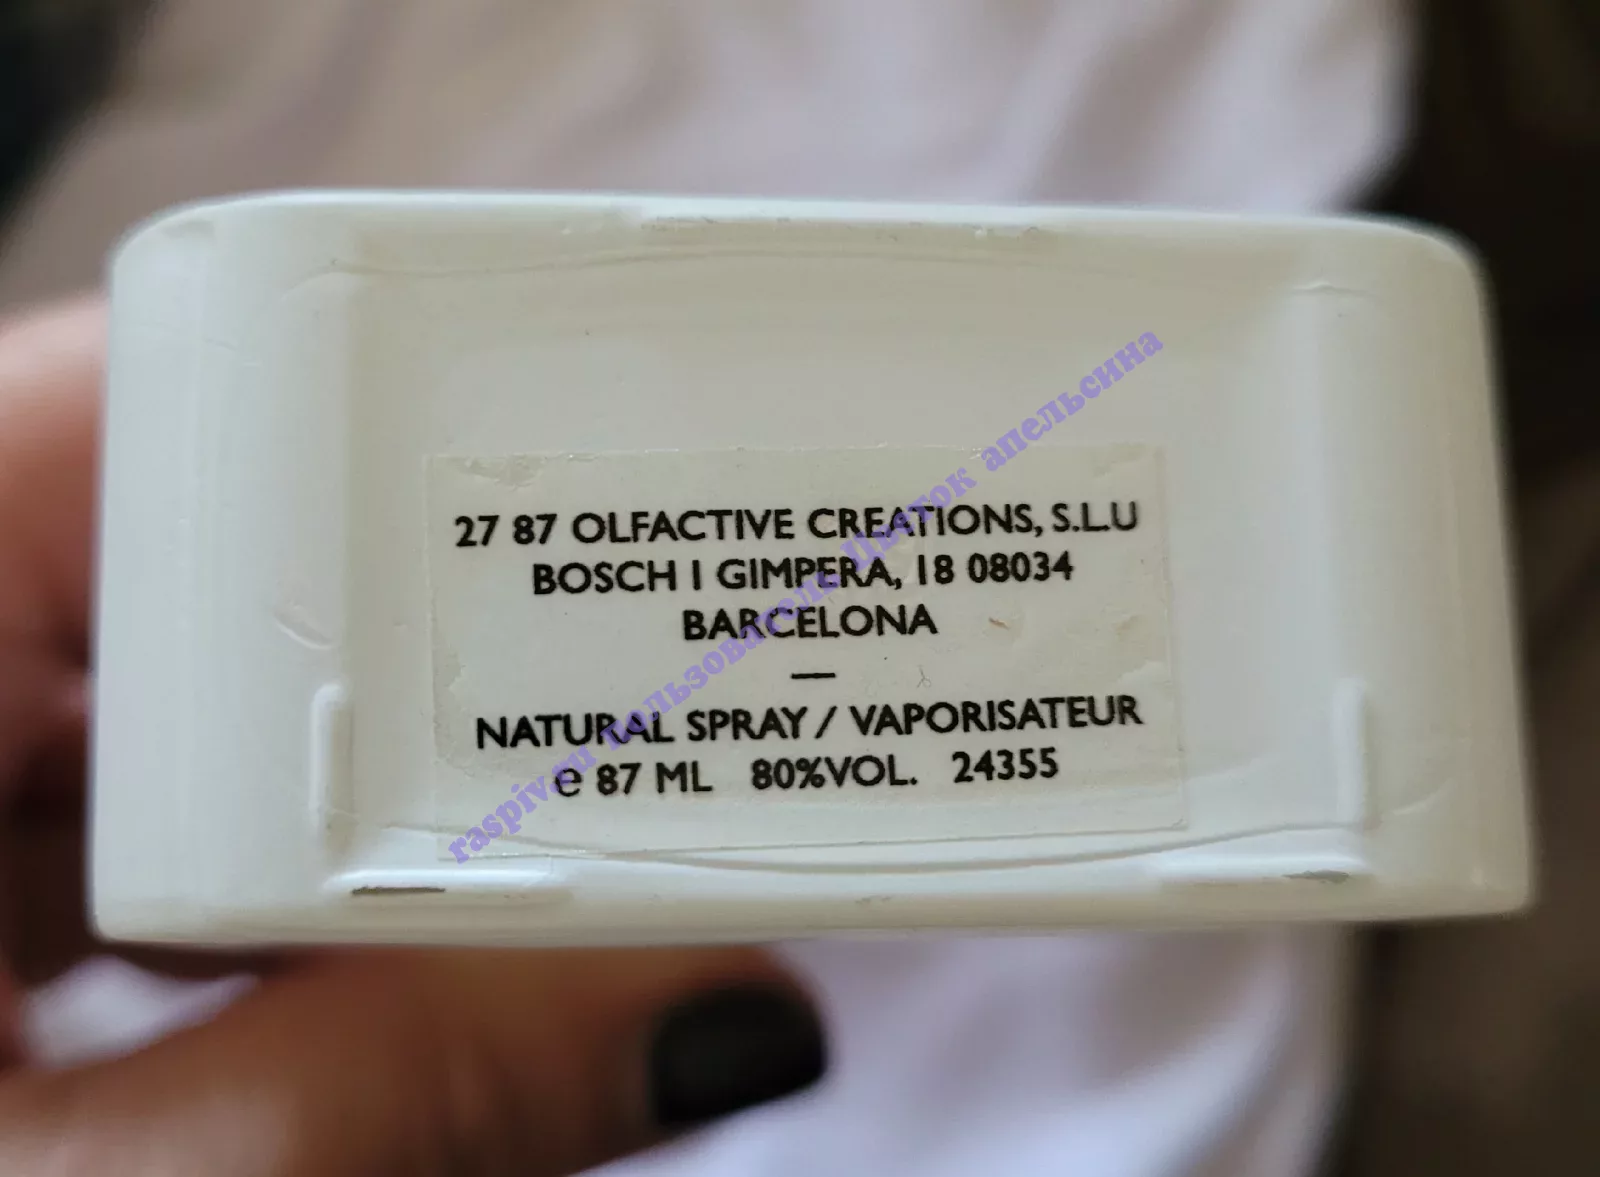 27 87 OLFACTIVE CREATIONS, S.L.U
BOSCH I GIMPERA, 18 08034
BARCELONA
—
NATURAL SPRAY / VAPORISATEUR
℮ 87 ML 80%VOL. 24355
raspiv.ru пользователь Цветок апельсина